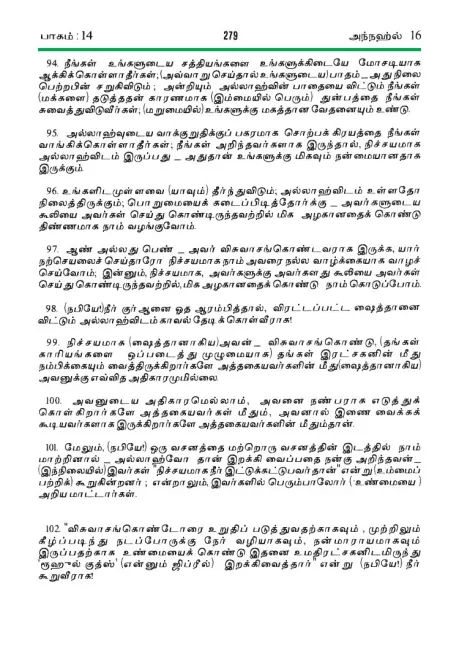 பாகம் : 14 279 அந்நஹ்ல் 16
94. நீங்கள் உங்களுடைய சத்தியங்களை உங்களுக்கிடையே மோசடியாக
ஆக்கிக்கொள்ளாதீர்கள்; (அவ்வாறு செய்தால் உங்களுடைய) பாதம் _ அது நிலை
பெற்றபின் சறுகிவிடும் ; அன்றியும் அல்லாஹ்வின் பாதையை விட்டும் நீங்கள்
(மக்களை) தடுத்ததன் காரணமாக (இம்மையில் பெரும்) துன்பத்தை நீங்கள்
சுவைத்துவிடுவீர்கள்; (மறுமையில்) உங்களுக்கு மகத்தான வேதனையும் உண்டு.
95. அல்லாஹ்வுடைய வாக்குறுதிக்குப் பகரமாக சொற்பக் கிரயத்தை நீங்கள்
வாங்கிக்கொள்ளாதீர்கள் ; நீங்கள் அறிந்தவர்களாக இருந்தால், நிச்சயமாக
அல்லாஹ்விடம் இருப்பது _ அதுதான் உங்களுக்கு மிகவும் நன்மையானதாக
இருக்கும்.
96. உங்களிடமுள்ளவை (யாவும்) தீர்ந்துவிடும்; அல்லாஹ்விடம் உள்ளதோ
நிலைத்திருக்கும்; பொறுமையைக் கடைப்பிடித்தோர்க்கு _ அவர்களுடைய
கூலியை அவர்கள் செய்து கொண்டிருந்தவற்றில் மிக அழகானதைக் கொண்டு
திண்ணமாக நாம் வழங்குவோம்.
97. ஆண் அல்லது பெண் _ அவர் விசுவாசங்கொண்டவராக இருக்க, யார்
நற்செயலைச் செய்தாரோ நிச்சயமாக நாம் அவரை நல்ல வாழ்க்கையாக வாழச்
செய்வோம்; இன்னும், நிச்சயமாக, அவர்களுக்கு அவர்களது கூலியை அவர்கள்
செய்து கொண்டிருந்தவற்றில், மிக அழகானதைக் கொண்டு நாம் கொடுப்போம்.
98. (நபியே!) நீர் குர்ஆனை ஓத ஆரம்பித்தால், விரட்டப்பட்ட ஷைத்தானை
விட்டும் அல்லாஹ்விடம் காவல் தேடிக் கொள்வீராக!
99. நிச்சயமாக (ஷைத்தானாகிய) அவன் _ விசுவாசங்கொண்டு, (தங்கள்
காரியங்களை ஒப்படைத்து முழுமையாக) தங்கள் இரட்சகனின் மீது
நம்பிக்கையும் வைத்திருக்கிறார்களே அத்தகையவர்களின் மீது (ஷைத்தானாகிய)
அவனுக்கு எவ்வித அதிகாரமுமில்லை.
100. அவனுடைய அதிகாரமெல்லாம், அவனை நண்பராக எடுத்துக்
கொள்கிறார்களே அத்தகையவர்கள் மீதும், அவனால் இணை வைக்கக்
கூடியவர்களாக இருக்கிறார்களே அத்தகையவர்களின் மீதும்தான்.
101. மேலும், (நபியே!) ஒரு வசனத்தை மற்றொரு வசனத்தின் இடத்தில் நாம்
மாற்றினால் _ அல்லாஹ்வோ தான் இறக்கி வைப்பதை நன்கு அறிந்தவன் _
(இந்நிலையில்) இவர்கள் "நிச்சயமாக நீர் இட்டுக்கட்டுபவர்தான்" என்று (உம்மைப்
பற்றிக்) கூறுகின்றனர் ; என்றாலும், இவர்களில் பெரும்பாலோர் ( உண்மையை )
அறிய மாட்டார்கள்.
102. "விசுவாசங்கொண்டோரை உறுதிப் படுத்துவதற்காகவும் , முற்றிலும்
கீழ்ப்படிந்து நடப்போருக்கு நேர் வழியாகவும், நன்மாராயமாகவும்
இருப்பதற்காக உண்மையைக் கொண்டு இதனை உமதிரட்சகனிடமிருந்து
'ரூஹுல் குத்ஸ்' (என்னும் ஜிப்ரீல்) இறக்கிவைத்தார்" என்று (நபியே!) நீர்
கூறுவீராக!